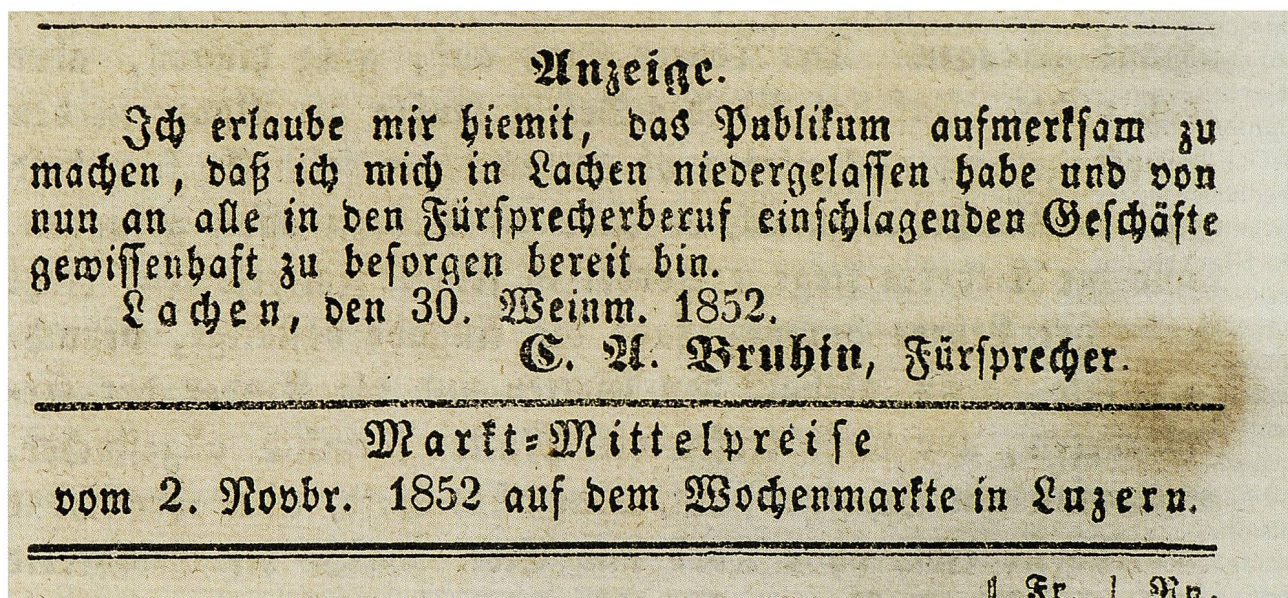 Anzeige.
Ich erlaube mir hiemit, das Publikum aufmerksam zu
machen, daß ich mich in Lachen niedergelassen habe und von
nun an alle in den Fürsprecherberuf einschlagenden Geschäfte
gewissenhaft zu besorgen bereit bin.
Lachen, den 30. Weinm. 1852.
C. A. Bruhin, Fürsprecher.
Markt-Mittelpreise
vom 2. Novbr. 1852 auf dem Wochenmarkte in Luzern.
Fr. Rp.